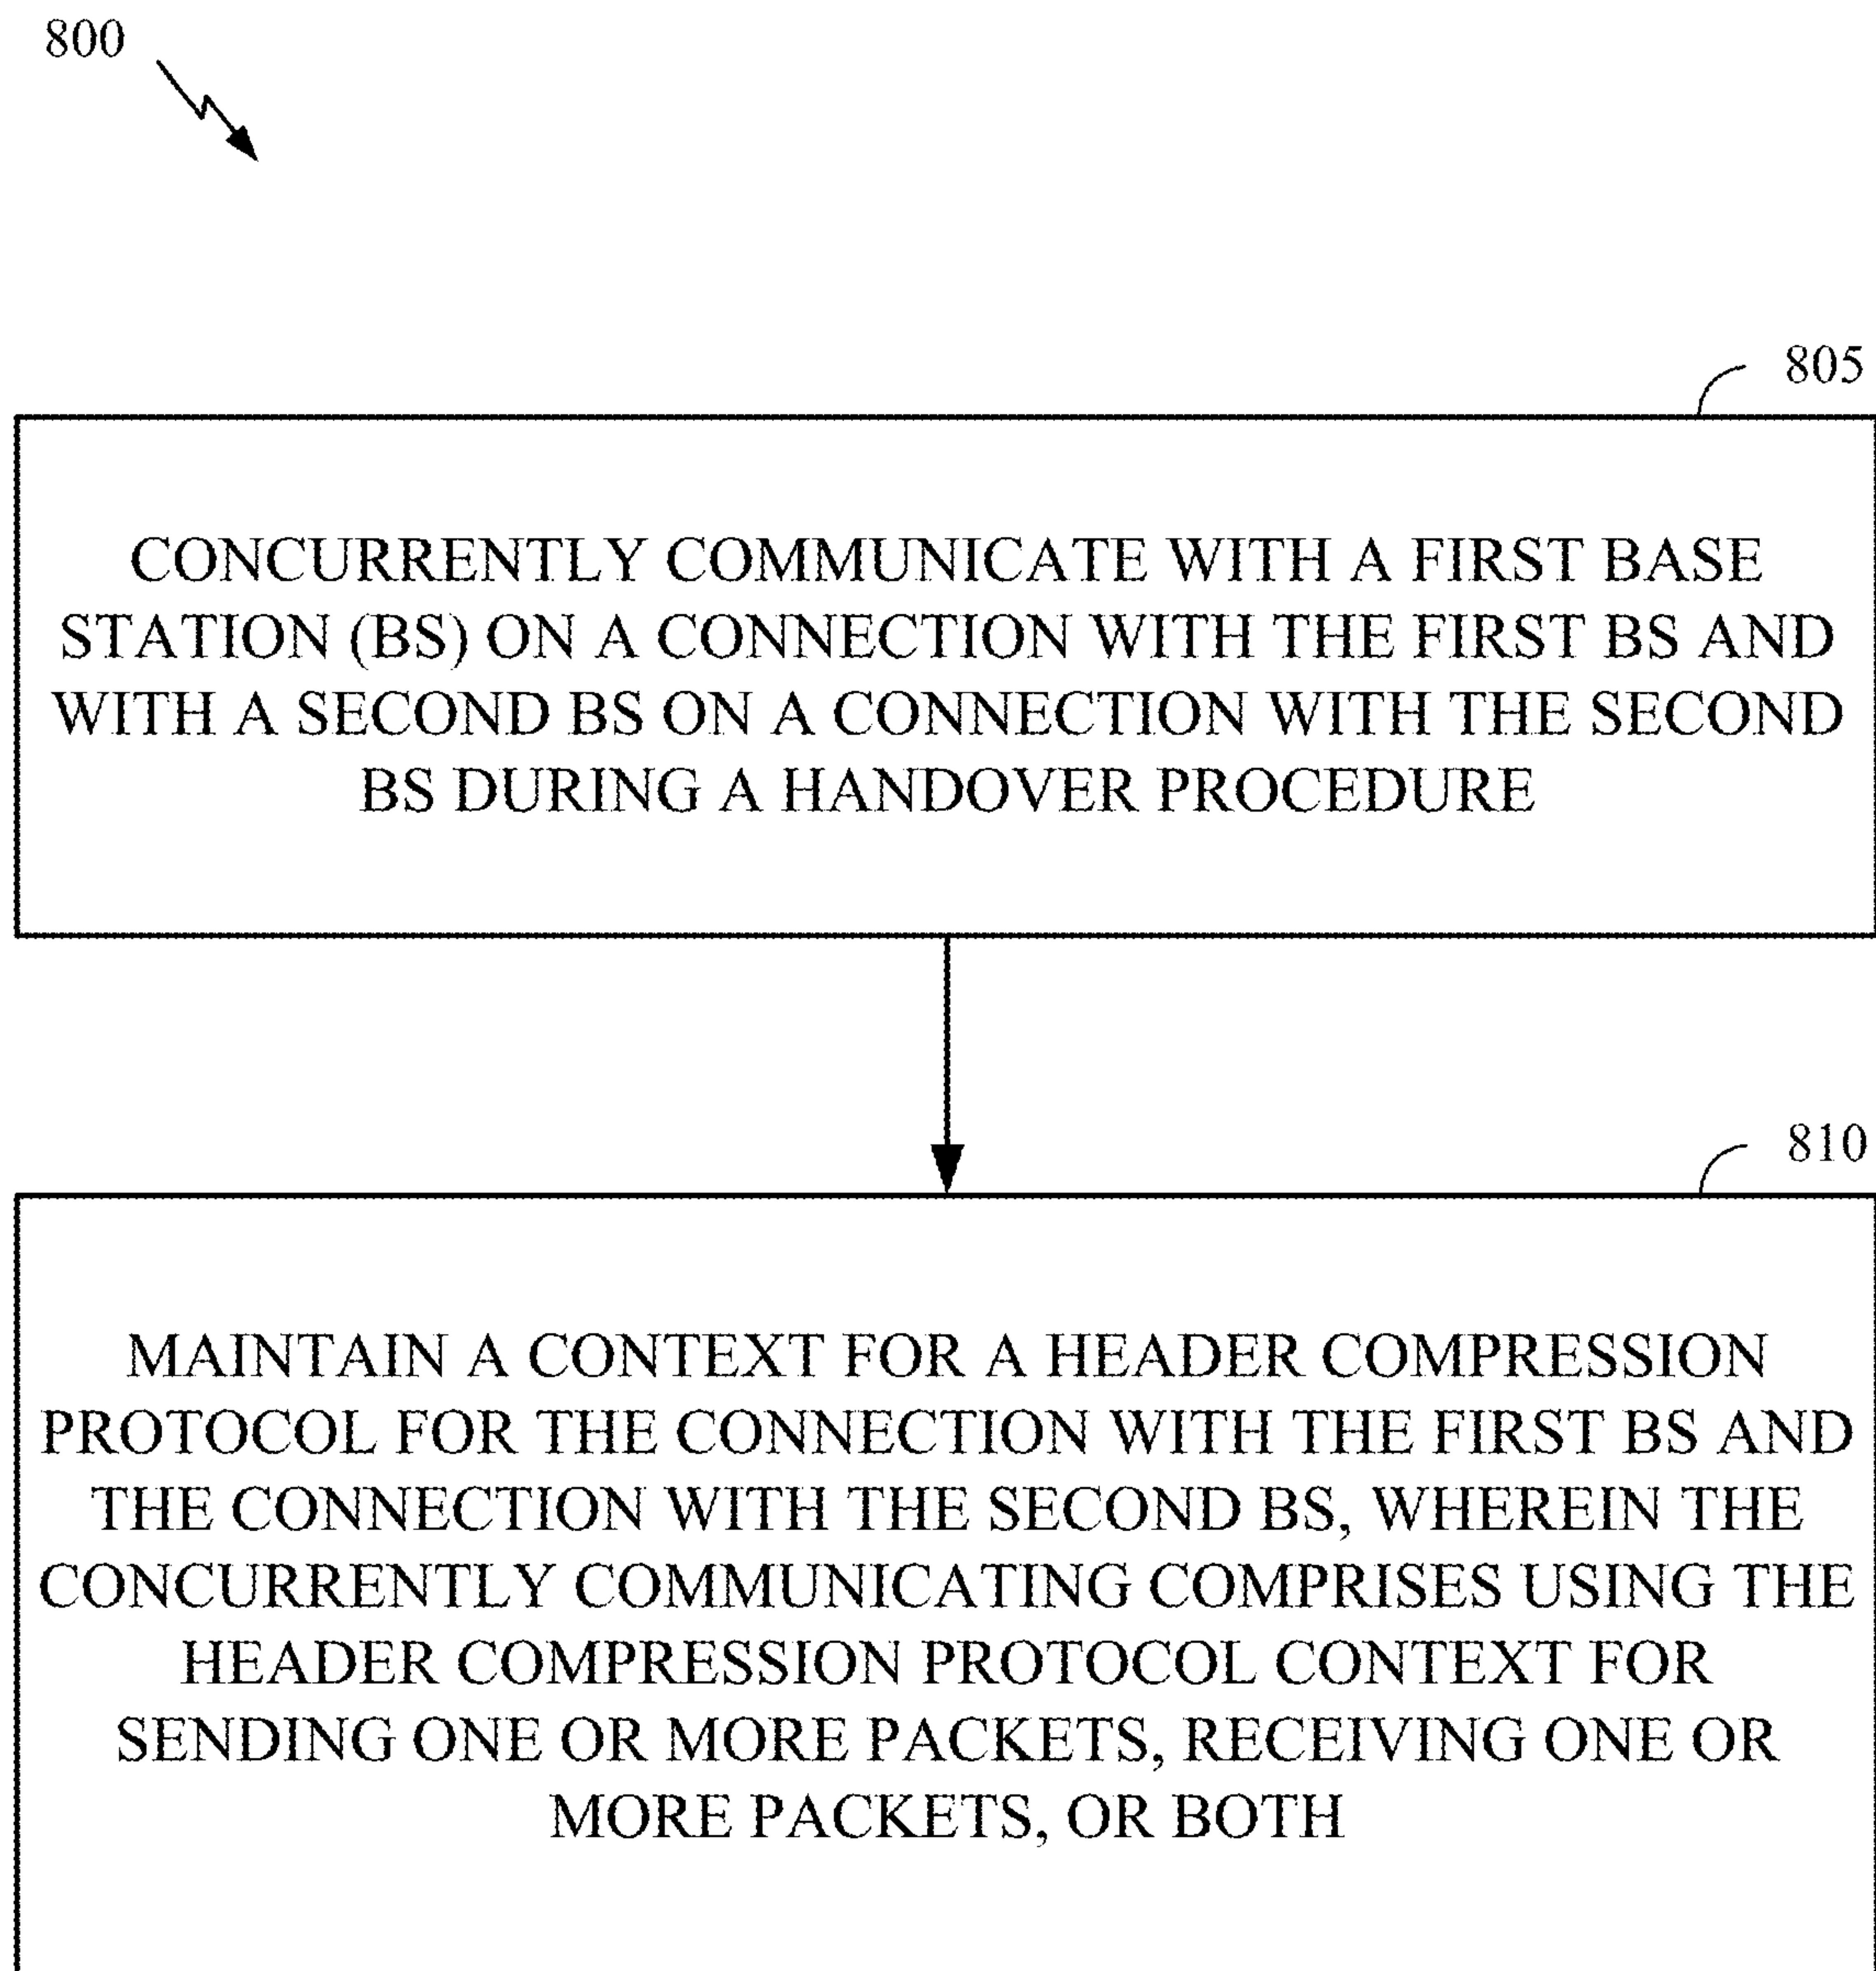 800
805
CONCURRENTLY COMMUNICATE WITH A FIRST BASE
STATION (BS) ON A CONNECTION WITH THE FIRST BS AND
WITH A SECOND BS ON A CONNECTION WITH THE SECOND
BS DURING A HANDOVER PROCEDURE
810
MAINTAIN A CONTEXT FOR A HEADER COMPRESSION
PROTOCOL FOR THE CONNECTION WITH THE FIRST BS AND
THE CONNECTION WITH THE SECOND BS, WHEREIN THE
CONCURRENTLY COMMUNICATING COMPRISES USING THE
HEADER COMPRESSION PROTOCOL CONTEXT FOR
SENDING ONE OR MORE PACKETS, RECEIVING ONE OR
MORE PACKETS, OR BOTH